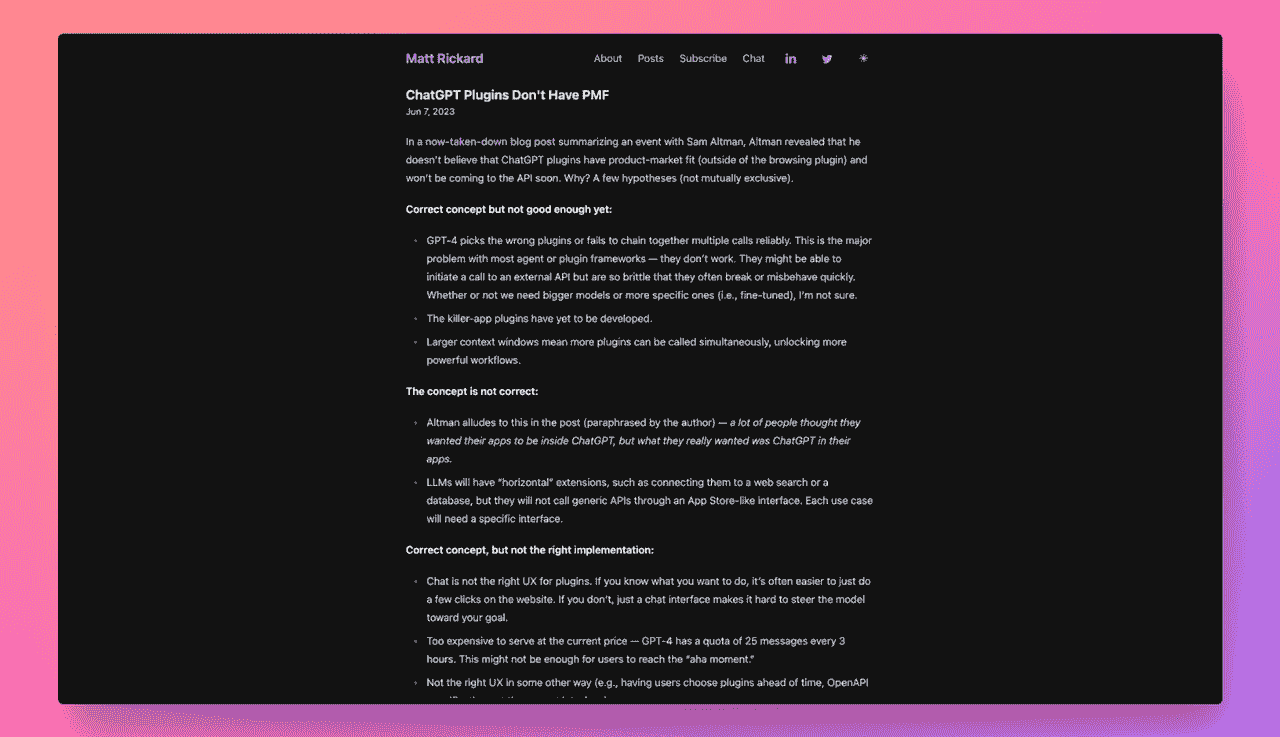 Matt Rickard
About Posts Subscribe Chat in
ChatGPT Plugins Don't Have PMF
Jun 7, 2023
In a now-taken-down blog post summarizing an event with Sam Altman, Altman revealed that he
doesn't believe that ChatGPT plugins have product-market fit (outside of the browsing plugin) and
won't be coming to the API soon. Why? A few hypotheses (not mutually exclusive).
Correct concept but not good enough yet:
GPT-4 picks the wrong plugins or fails to chain together multiple calls reliably. This is the major
problem with most agent or plugin frameworks — they don't work. They might be able to
initiate a call to an external API but are so brittle that they often break or misbehave quickly.
Whether or not we need bigger models or more specific ones (i.e., fine-tuned), I'm not sure.
The killer-app plugins have yet to be developed.
Larger context windows mean more plugins can be called simultaneously, unlocking more
powerful workflows.
The concept is not correct:
Altman alludes to this in the post (paraphrased by the author) — a lot of people thought they
wanted their apps to be inside ChatGPT, but what they really wanted was ChatGPT in their
apps.
LLMs will have “horizontal” extensions, such as connecting them to a web search or a
database, but they will not call generic APIs through an App Store-like interface. Each use case
will need a specific interface.
Correct concept, but not the right implementation:
Chat is not the right UX for plugins. If you know what you want to do, it's often easier to just do
a few clicks on the website. If you don't, just a chat interface makes it hard to steer the model
toward your goal.
Too expensive to serve at the current price — GPT-4 has a quota of 25 messages every 3
hours. This might not be enough for users to reach the “aha moment.”
Not the right UX in some other way (e.g., having users choose plugins ahead of time, OpenAPI